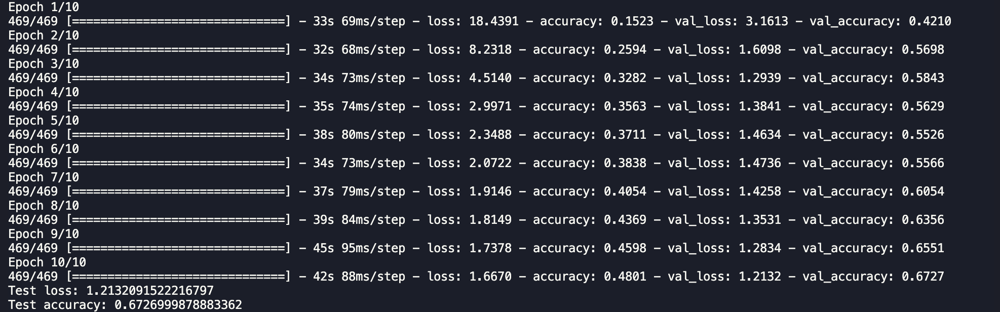 Epoch 1/10
469/469 [==============================] - 33s 69ms/step - loss: 18.4391 - accuracy: 0.1523 - val_loss: 3.1613 - val_accuracy: 0.4210
Epoch 2/10
469/469 [==============================] - 32s 68ms/step - loss: 8.2318 - accuracy: 0.2594 - val_loss: 1.6098 - val_accuracy: 0.5698
Epoch 3/10
469/469 [==============================] - 34s 73ms/step - loss: 4.5140 - accuracy: 0.3282 - val_loss: 1.2939 - val_accuracy: 0.5843
Epoch 4/10
469/469 [==============================] - 35s 74ms/step - loss: 2.9971 - accuracy: 0.3563 - val_loss: 1.3841 - val_accuracy: 0.5629
Epoch 5/10
469/469 [==============================] - 38s 80ms/step - loss: 2.3488 - accuracy: 0.3711 - val_loss: 1.4634 - val_accuracy: 0.5526
Epoch 6/10
469/469 [==============================] - 34s 73ms/step - loss: 2.0722 - accuracy: 0.3838 - val_loss: 1.4736 - val_accuracy: 0.5566
Epoch 7/10
469/469 [==============================] - 37s 79ms/step - loss: 1.9146 - accuracy: 0.4054 - val_loss: 1.4258 - val_accuracy: 0.6054
Epoch 8/10
469/469 [==============================] - 39s 84ms/step - loss: 1.8149 - accuracy: 0.4369 - val_loss: 1.3531 - val_accuracy: 0.6356
Epoch 9/10
469/469 [==============================] - 45s 95ms/step - loss: 1.7378 - accuracy: 0.4598 - val_loss: 1.2834 - val_accuracy: 0.6551
Epoch 10/10
469/469 [==============================] - 42s 88ms/step - loss: 1.6670 - accuracy: 0.4801 - val_loss: 1.2132 - val_accuracy: 0.6727
Test loss: 1.2132091522216797
Test accuracy: 0.6726999878883362